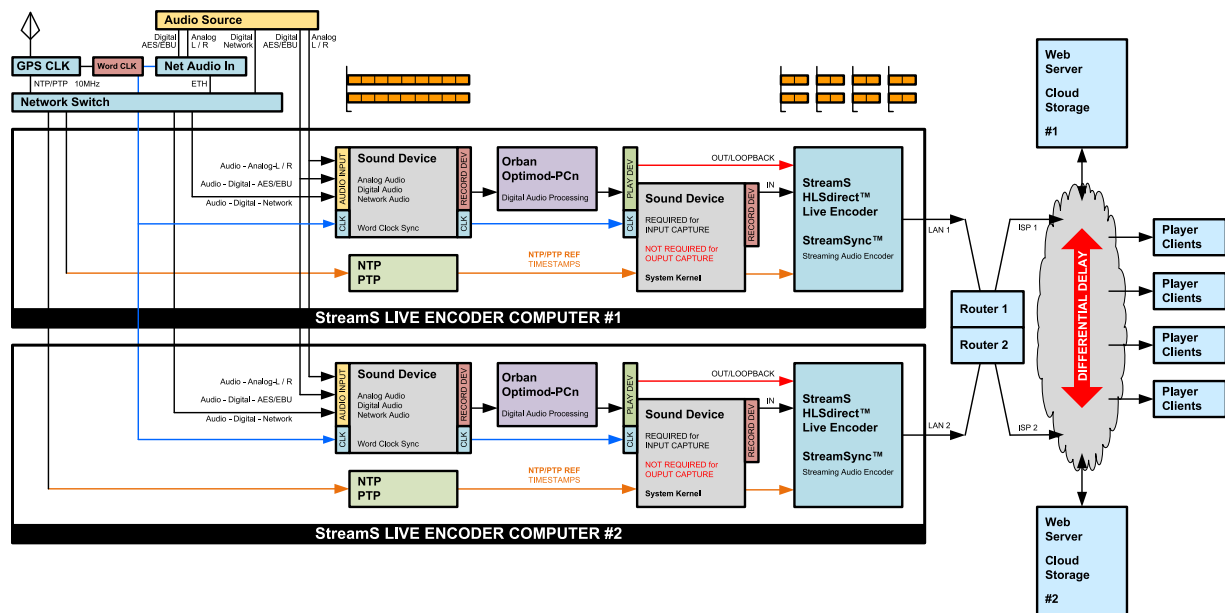 Audio Source
Digital
AES/EBU
Analog
L / R
Digital
Network
Digital
AES/EBU
Analog
L / R
GPS CLK
Word CLK
Net Audio In
NTP/PTP
10MHz
ETH
Network Switch
Audio - Analog-L / R
Audio - Digital - AES/EBU
Audio - Digital - Network
AUDIO INPUT
CLK
Sound Device
Analog Audio
Digital Audio
Network Audio
Word Clock Sync
RECORD DEV
CLK
Orban
Optimod-PCn
Digital Audio Processing
PLAY DEV
CLK
OUT/LOOPBACK
Sound Device
REQUIRED for
INPUT CAPTURE
NOT REQUIRED for
OUPUT CAPTURE
System Kernel
RECORD DEV
IN
StreamS
HLSdirect™
Live Encoder
StreamSync™
Streaming Audio Encoder
NTP
PTP
NTP/PTP REF
TIMESTAMPS
StreamS LIVE ENCODER COMPUTER #1
Audio - Analog-L / R
Audio - Digital - AES/EBU
Audio - Digital - Network
AUDIO INPUT
CLK
Sound Device
Analog Audio
Digital Audio
Network Audio
Word Clock Sync
RECORD DEV
CLK
Orban
Optimod-PCn
Digital Audio Processing
PLAY DEV
CLK
OUT/LOOPBACK
Sound Device
REQUIRED for
INPUT CAPTURE
NOT REQUIRED for
OUPUT CAPTURE
System Kernel
RECORD DEV
IN
StreamS
HLSdirect™
Live Encoder
StreamSync™
Streaming Audio Encoder
NTP
PTP
NTP/PTP REF
TIMESTAMPS
StreamS LIVE ENCODER COMPUTER #2
LAN 1
LAN 2
Router 1
Router 2
ISP 1
ISP 2
Web
Server
Cloud
Storage
#1
DIFFERENTIAL DELAY
Player
Clients
Player
Clients
Player
Clients
Player
Clients
Web
Server
Cloud
Storage
#2